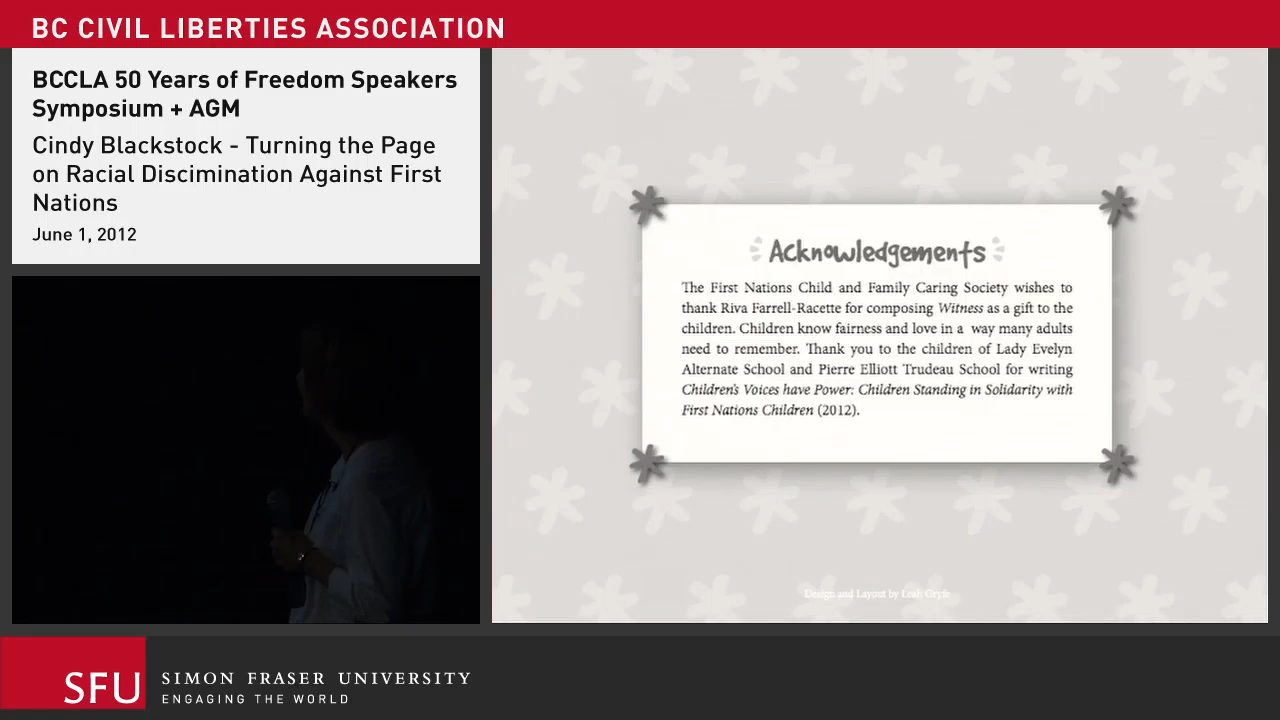 BC CIVIL LIBERTIES ASSOCIATION
BCCLA 50 Years of Freedom Speakers
Symposium + AGM
Cindy Blackstock - Turning the Page
on Racial Discimination Against First
Nations
June 1, 2012
Acknowledgements
The First Nations Child and Family Caring Society wishes to
thank Riva Farrell-Racette for composing Witness as a gift to the
children. Children know fairness and love in a way many adults
need to remember. Thank you to the children of Lady Evelyn
Alternate School and Pierre Elliott Trudeau School for writing
Children's Voices have Power: Children Standing in Solidarity with
First Nations Children (2012).
Design and Layout by Leah Gryfe
SFU
SIMON FRASER UNIVERSITY
ENGAGING THE WORLD